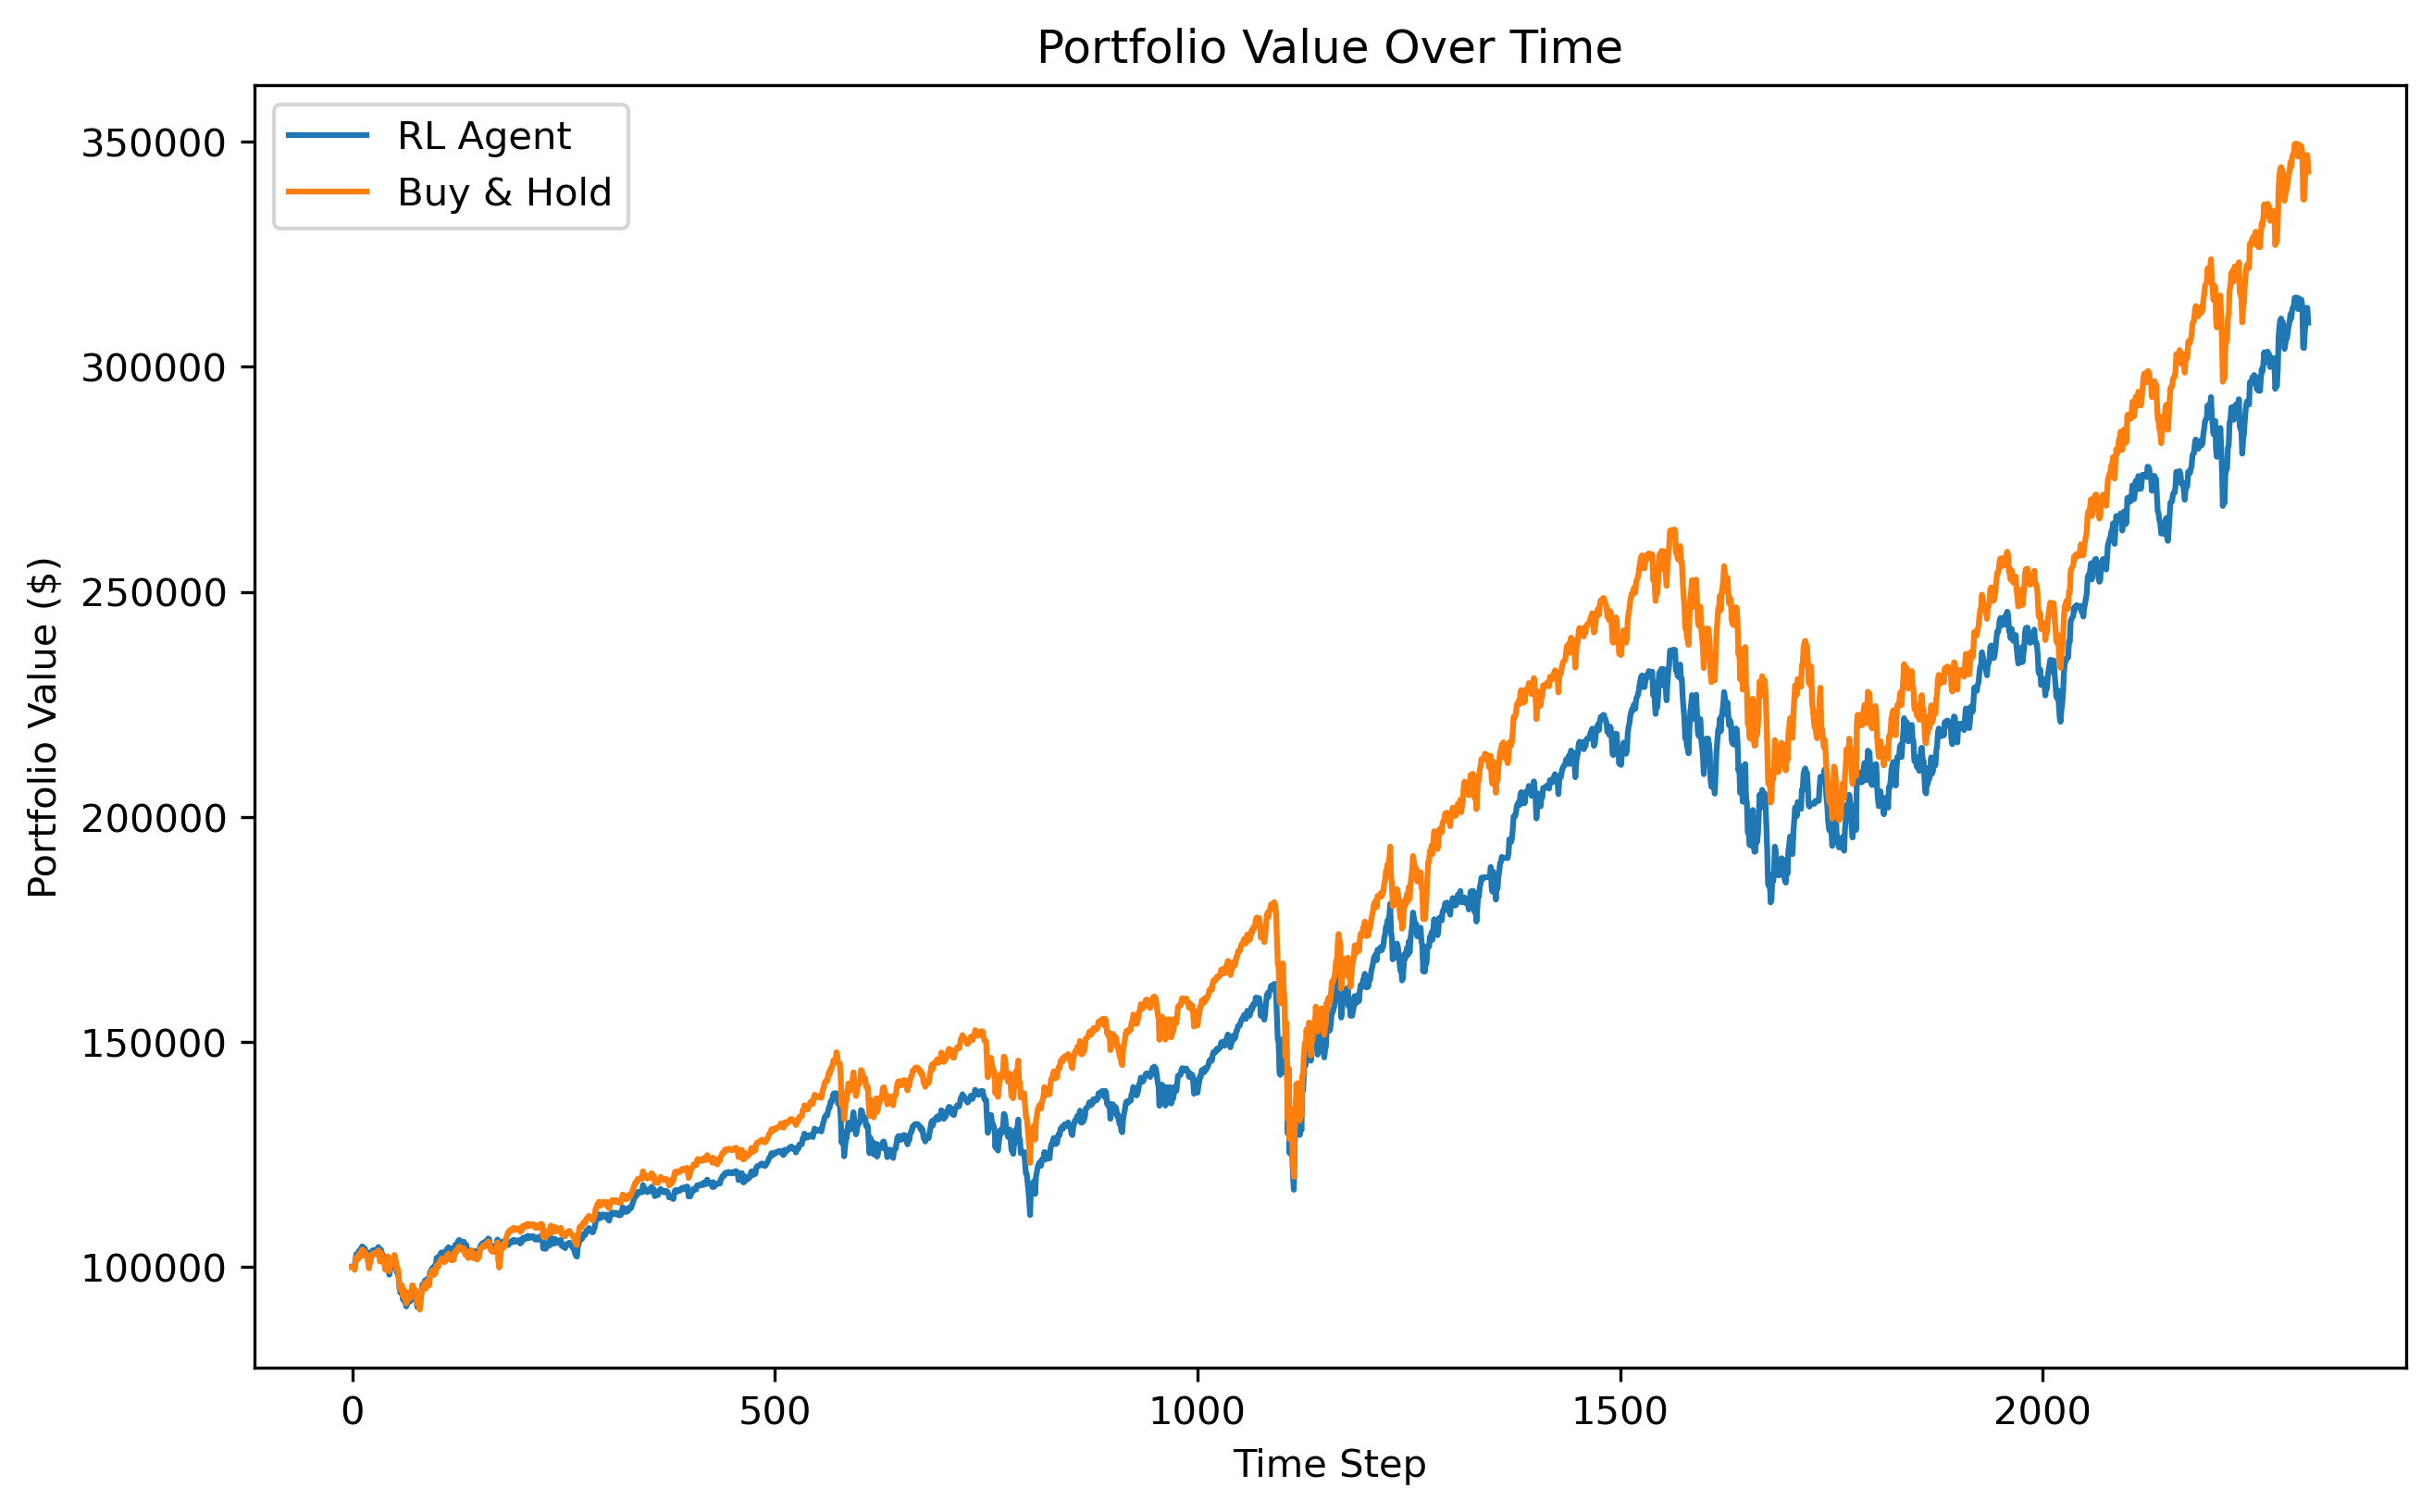 Portfolio Value Over Time
RL Agent
Buy & Hold
Portfolio Value ($)
350000
300000
250000
200000
150000
100000
0
500
1000
1500
2000
Time Step